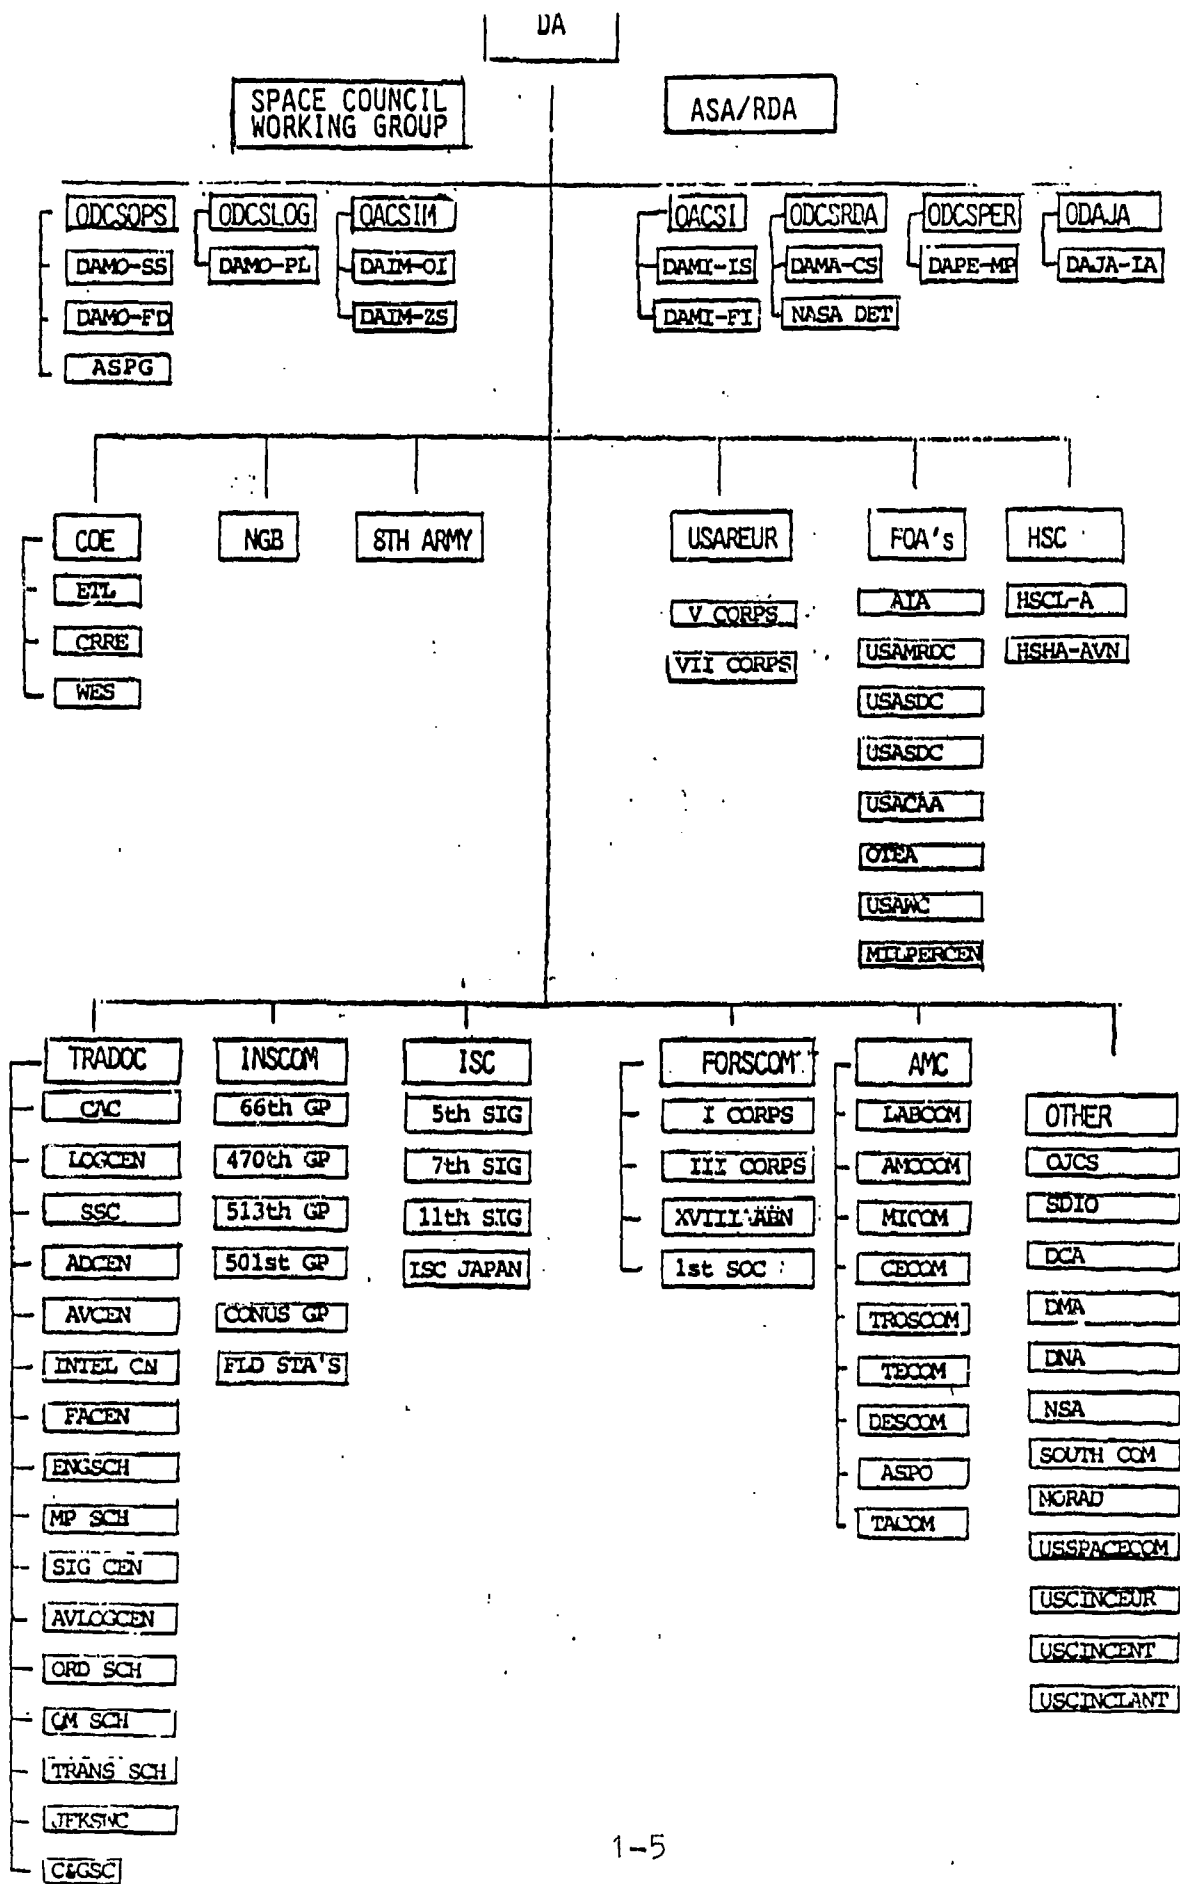 DA
SPACE COUNCIL
WORKING GROUP
ASA/RDA
ODCSOPS
DAMO-SS
DAMO-FD
ASPG
ODCSLOG
DAMO-PL
OACSIM
DAIM-OI
DAIM-ZS
OACSI
DAMI-IS
DAMI-FI
ODCSRDA
DAMA-CS
NASA DET
ODCSPER
DAPE-MP
ODAJA
DAJA-IA
COE
ETL
CRRE
WES
NGB
8TH ARMY
USAREUR
V CORPS
VII CORPS
FOA's
AIA
USAMRDC
USASDC
USASDC
USACAA
OTEA
USAWC
MILPERCEN
HSC
HSCL-A
HSHA-AVN
TRADOC
CAC
LOGCEN
SSC
ADCEN
AVCEN
INTEL CN
FACEN
ENGSCH
MP SCH
SIG CEN
AVLOGCEN
ORD SCH
QM SCH
TRANS SCH
JFKSWC
C&GSC
INSCOM
66th GP
470th GP
513th GP
501st GP
CONUS GP
FLD STA'S
ISC
5th SIG
7th SIG
11th SIG
ISC JAPAN
FORSCOM
I CORPS
III CORPS
XVIII ABN
1st SOC
AMC
LABCOM
AMCCOM
MICOM
CECOM
TROSCOM
TECOM
DESCOM
ASPO
TACOM
OTHER
OJCS
SDIO
DCA
DMA
DNA
NSA
SOUTH COM
NORAD
USSPACECOM
USCINCEUR
USCINCENT
USCINCLANT
1-5